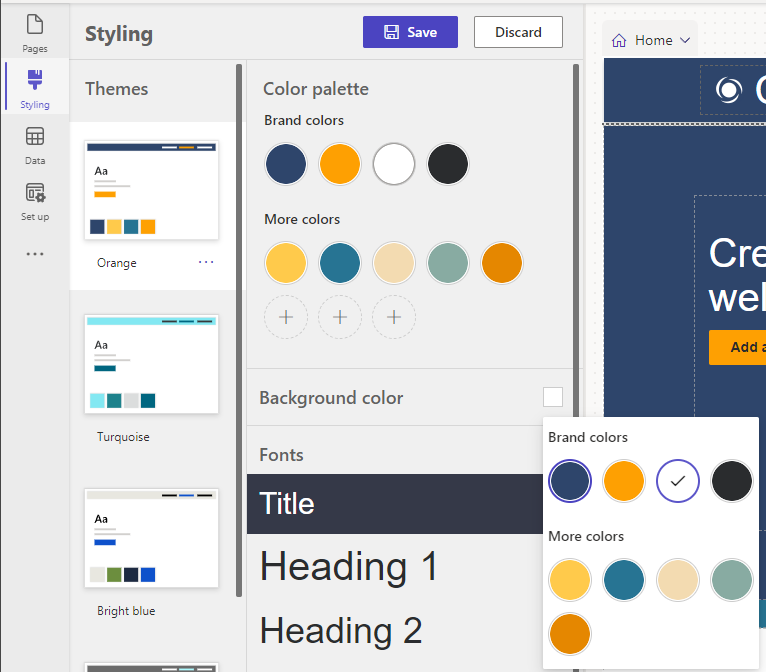 Pages
Styling
Data
Set up
Styling
Save
Discard
Themes
Aa
Orange
Aa
Turquoise
Aa
Bright blue
Color palette
Brand colors
More colors
Background color
Fonts
Title
Heading 1
Heading 2
Home
Cre
wel
Add a
Brand colors
More colors